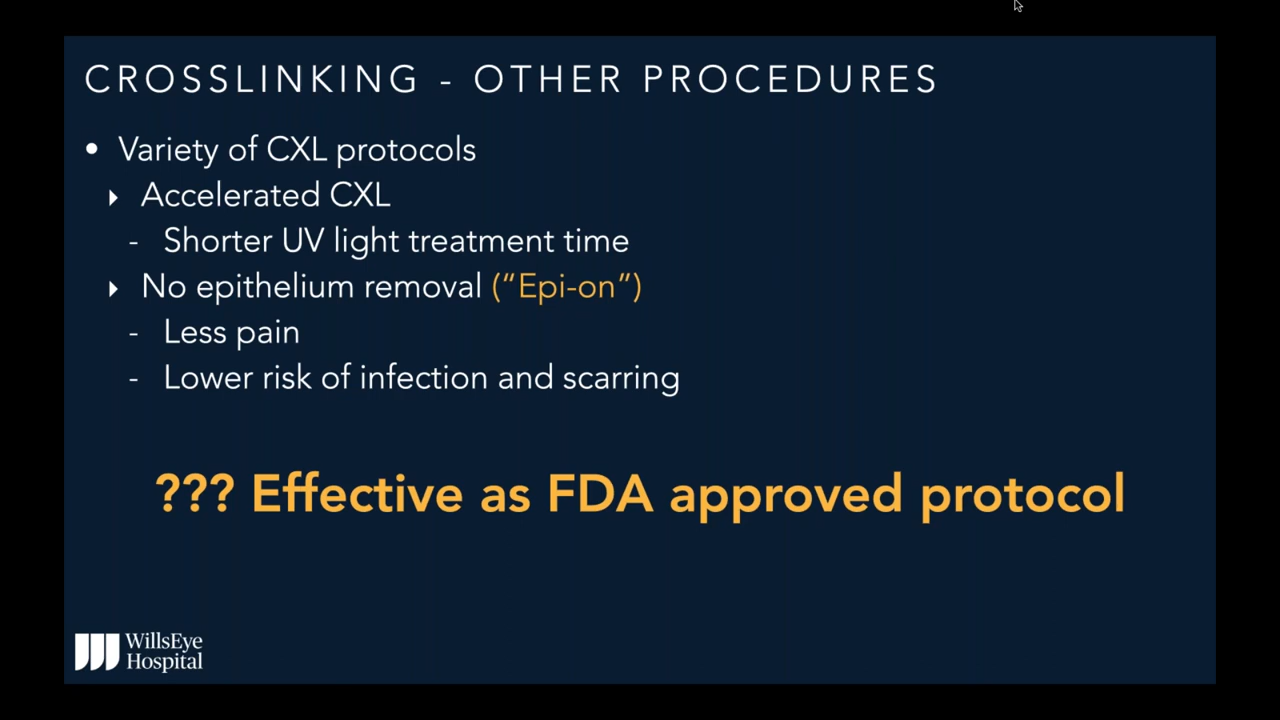 CROSSLINKING - OTHER PROCEDURES
• Variety of CXL protocols
‣ Accelerated CXL
- Shorter UV light treatment time
‣ No epithelium removal (“Epi-on”)
- Less pain
- Lower risk of infection and scarring
??? Effective as FDA approved protocol
WillsEye
Hospital